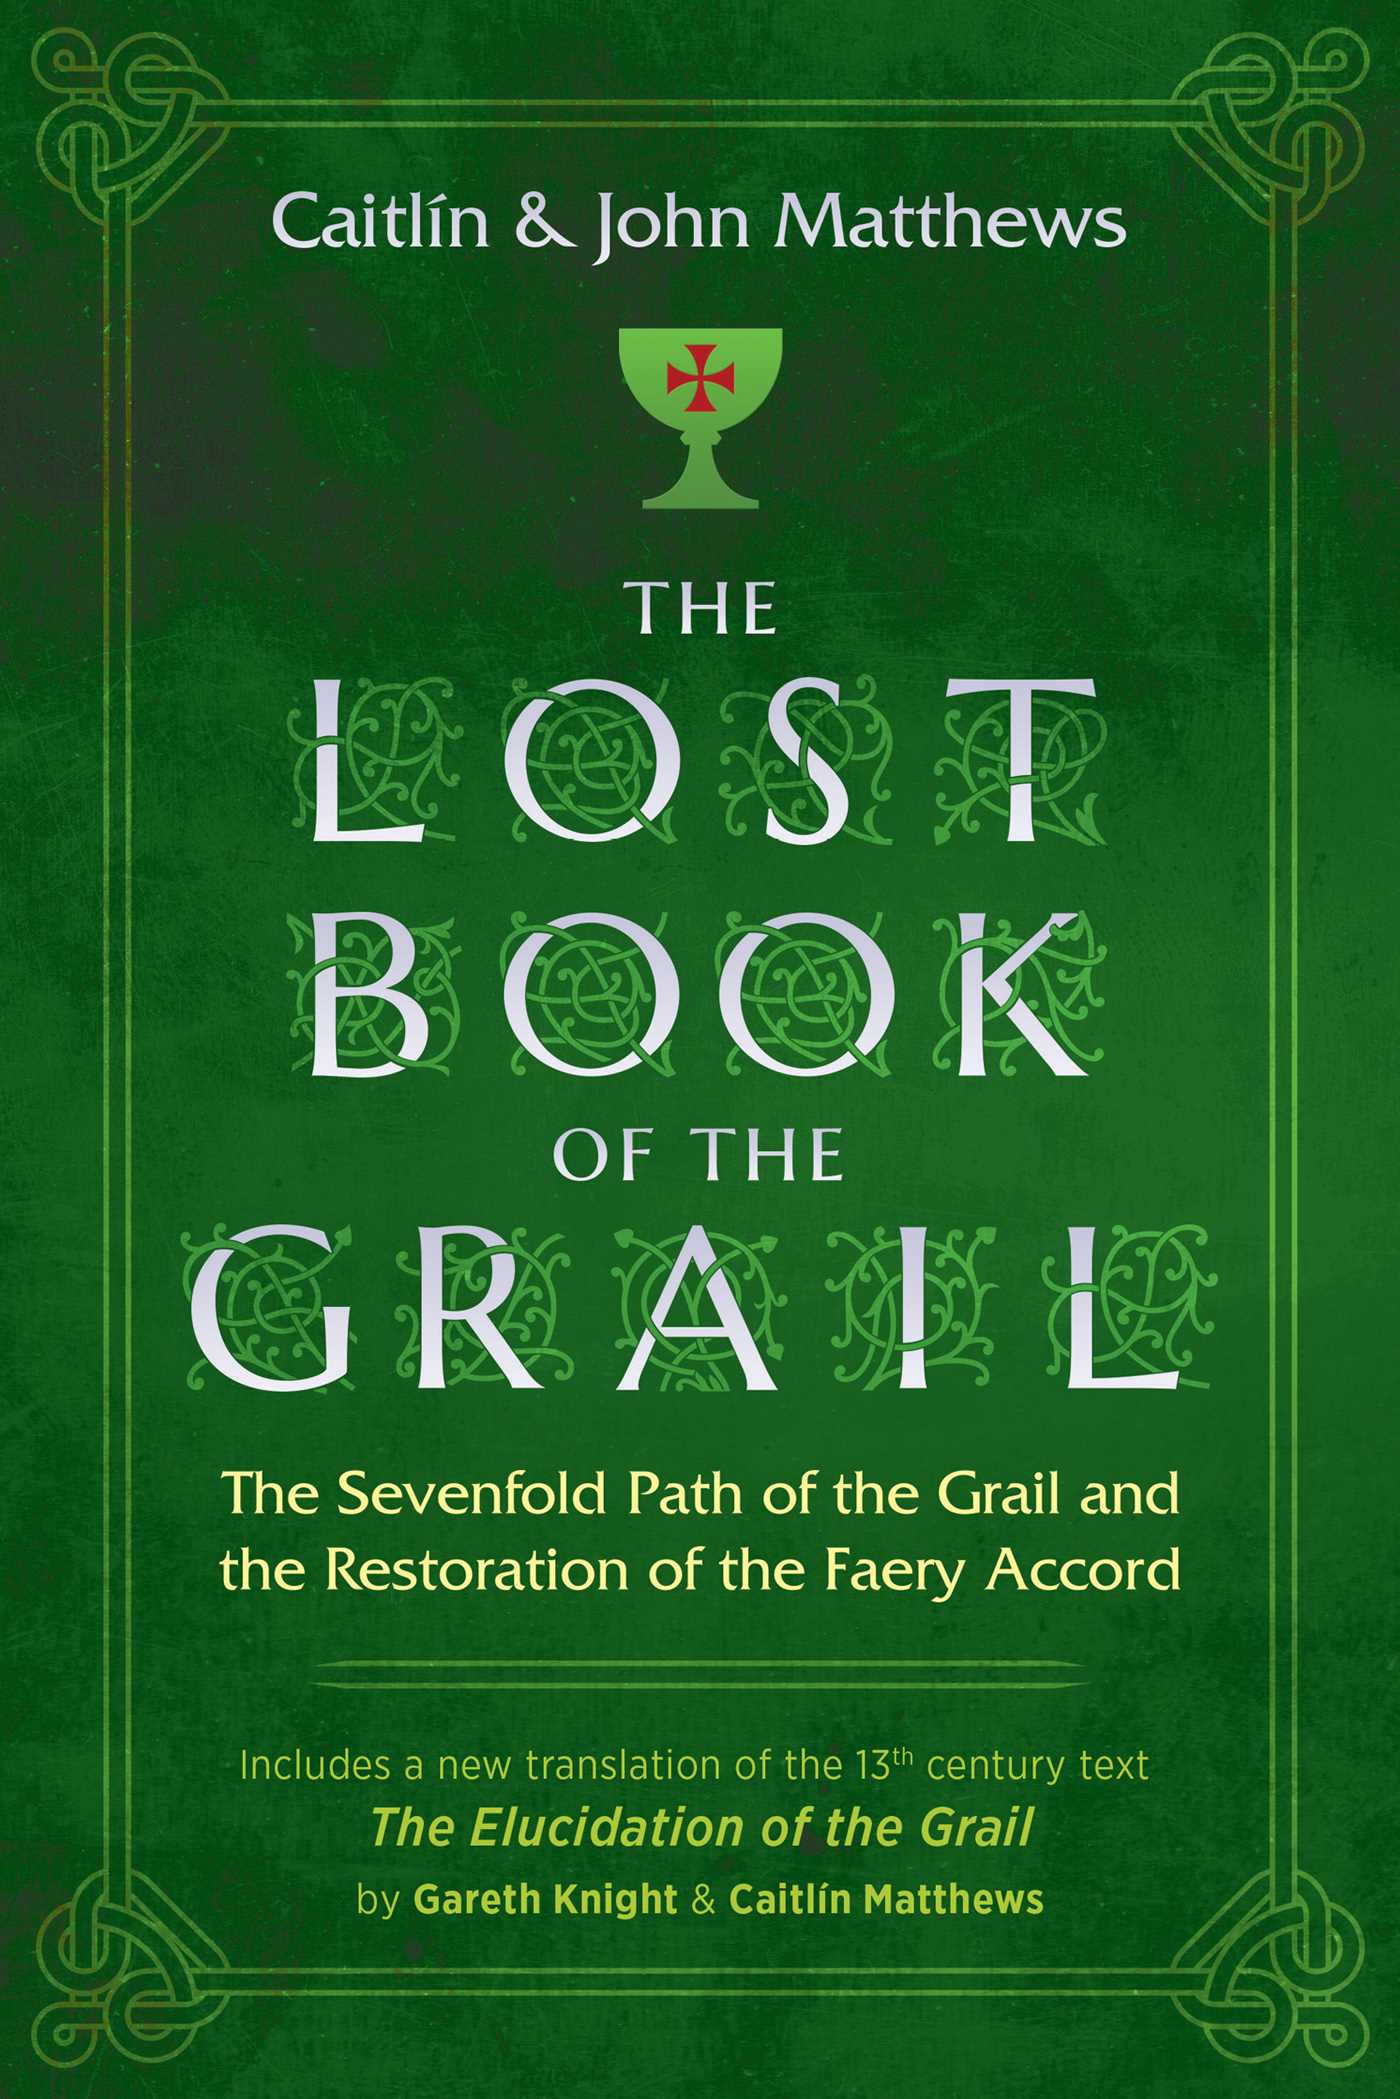 Caitlín & John Matthews
THE
LOST
BOOK
OF THE
GRAIL
The Sevenfold Path of the Grail and
the Restoration of the Faery Accord
Includes a new translation of the 13th century text
The Elucidation of the Grail
by Gareth Knight & Caitlín Matthews